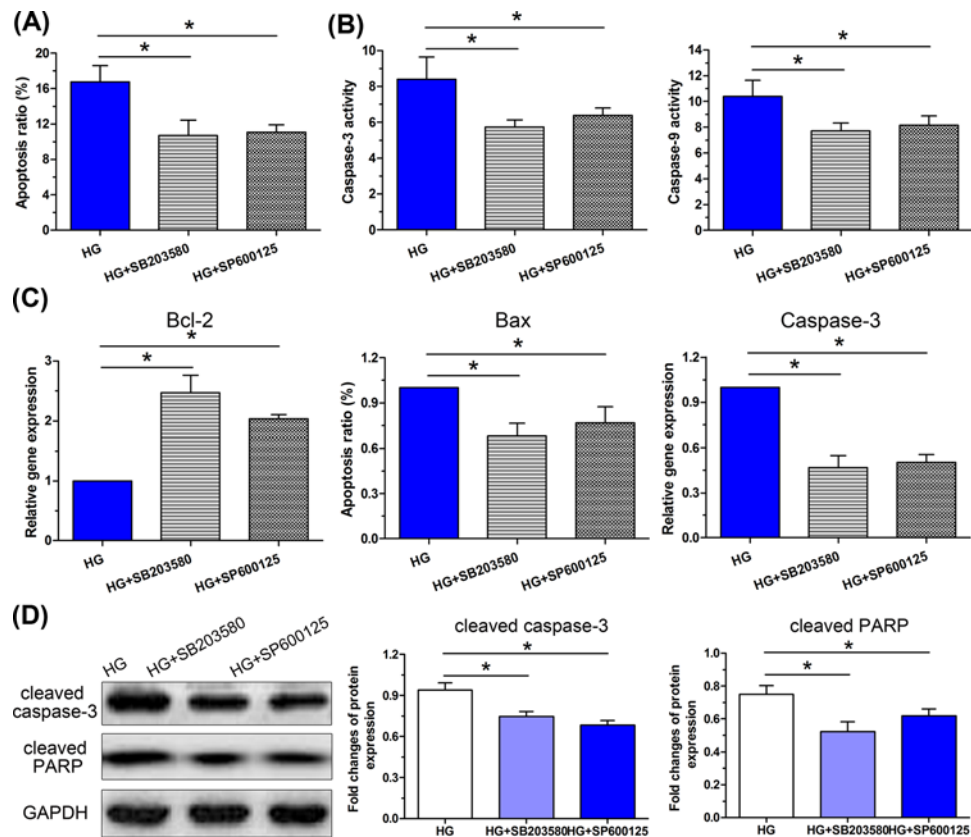 (A)
Apoptosis ratio (%)
20
16
12
8
4
0
*
*
HG
HG+SB203580
HG+SP600125
(B)
Caspase-3 activity
10
8
6
4
2
0
*
*
HG
HG+SB203580
HG+SP600125
Caspase-9 activity
14
12
10
8
6
4
2
0
*
*
HG
HG+SB203580
HG+SP600125
(C)
Bcl-2
Relative gene expression
3
2
1
0
*
*
HG
HG+SB203580
HG+SP600125
Bax
Apoptosis ratio (%)
1.2
0.9
0.6
0.3
0.0
*
*
HG
HG+SB203580
HG+SP600125
Caspase-3
Relative gene expression
1.2
0.9
0.6
0.3
0.0
*
*
HG
HG+SB203580
HG+SP600125
(D)
HG
HG+SB203580
HG+SP600125
cleaved
caspase-3
cleaved
PARP
GAPDH
cleaved caspase-3
Fold changes of protein
expression
1.2
0.9
0.6
0.3
0.0
*
*
HG
HG+SB203580
HG+SP600125
cleaved PARP
Fold changes of protein
expression
1.0
0.8
0.6
0.4
0.2
0.0
*
*
HG
HG+SB203580
HG+SP600125